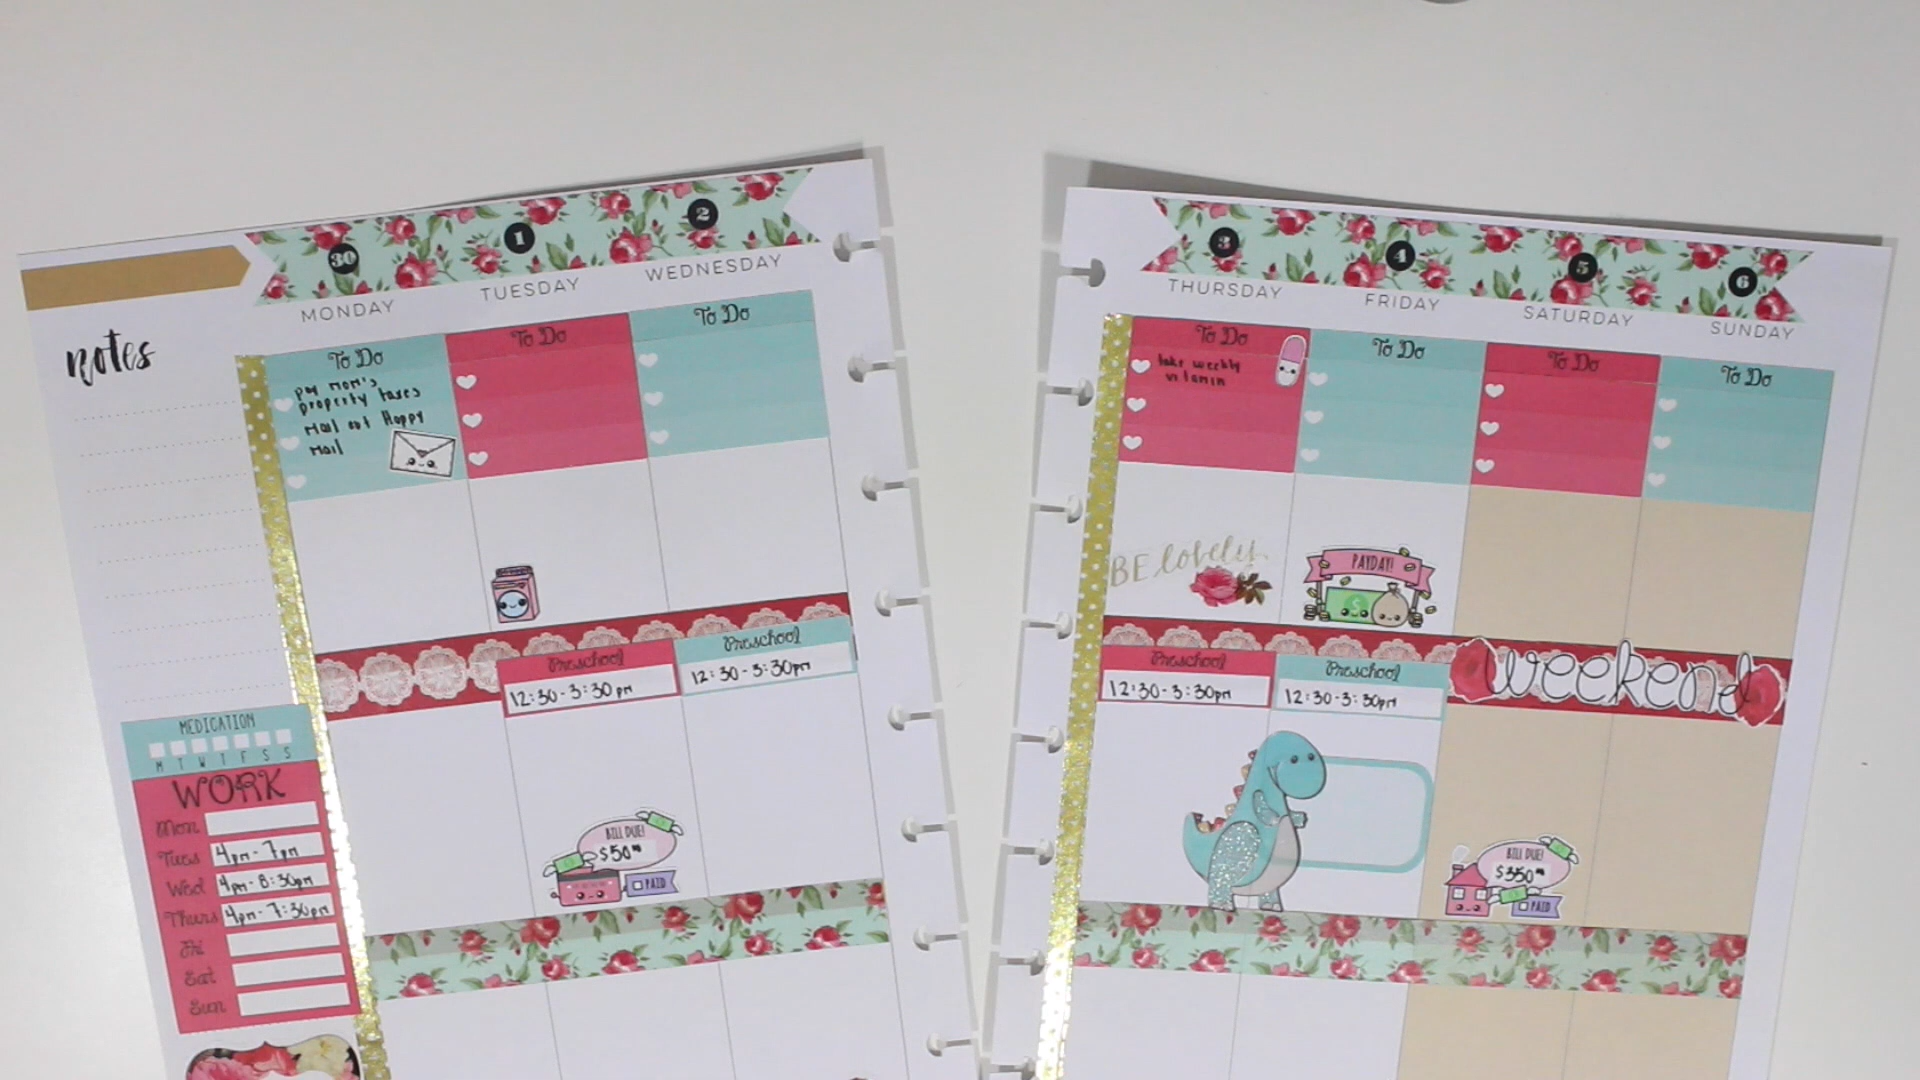 30
1
2
MONDAY
TUESDAY
WEDNESDAY
notes
To Do
To Do
To Do
pay mom's
property taxes
Mail out Happy
Mail
Preschool
12:30-3:30pm
Preschool
12:30-3:30pm
MEDICATION
M T W T F S S
WORK
Mon
Tues 4pm-7pm
Wed 4pm-8:30pm
Thurs 4pm-7:30pm
Fri
Sat
Sun
BILL DUE!
$50
PAID
3
4
5
6
THURSDAY
FRIDAY
SATURDAY
SUNDAY
To Do
To Do
To Do
To Do
take weekly
vitamin
BE lovely
PAYDAY!
Preschool
12:30-3:30pm
Preschool
12:30-3:30pm
weekend
BILL DUE!
$350
PAID